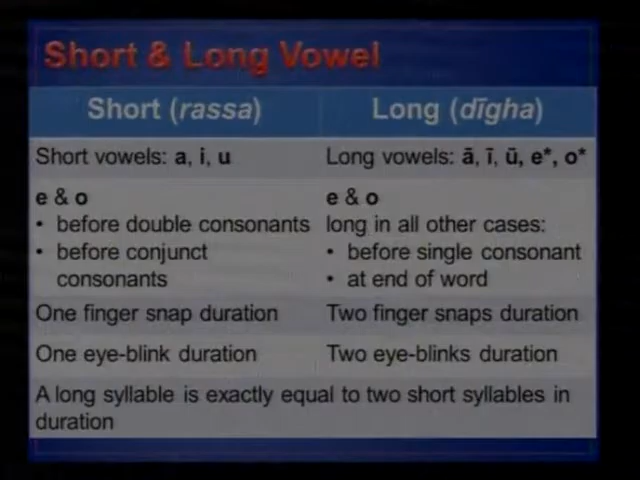 Short & Long Vowel
Short (rassa)
Long (dīgha)
Short vowels: a, i, u
Long vowels: ā, ī, ū, e*, o*
e & o
• before double consonants
• before conjunct
consonants
e & o
long in all other cases:
• before single consonant
• at end of word
One finger snap duration
Two finger snaps duration
One eye-blink duration
Two eye-blinks duration
A long syllable is exactly equal to two short syllables in
duration